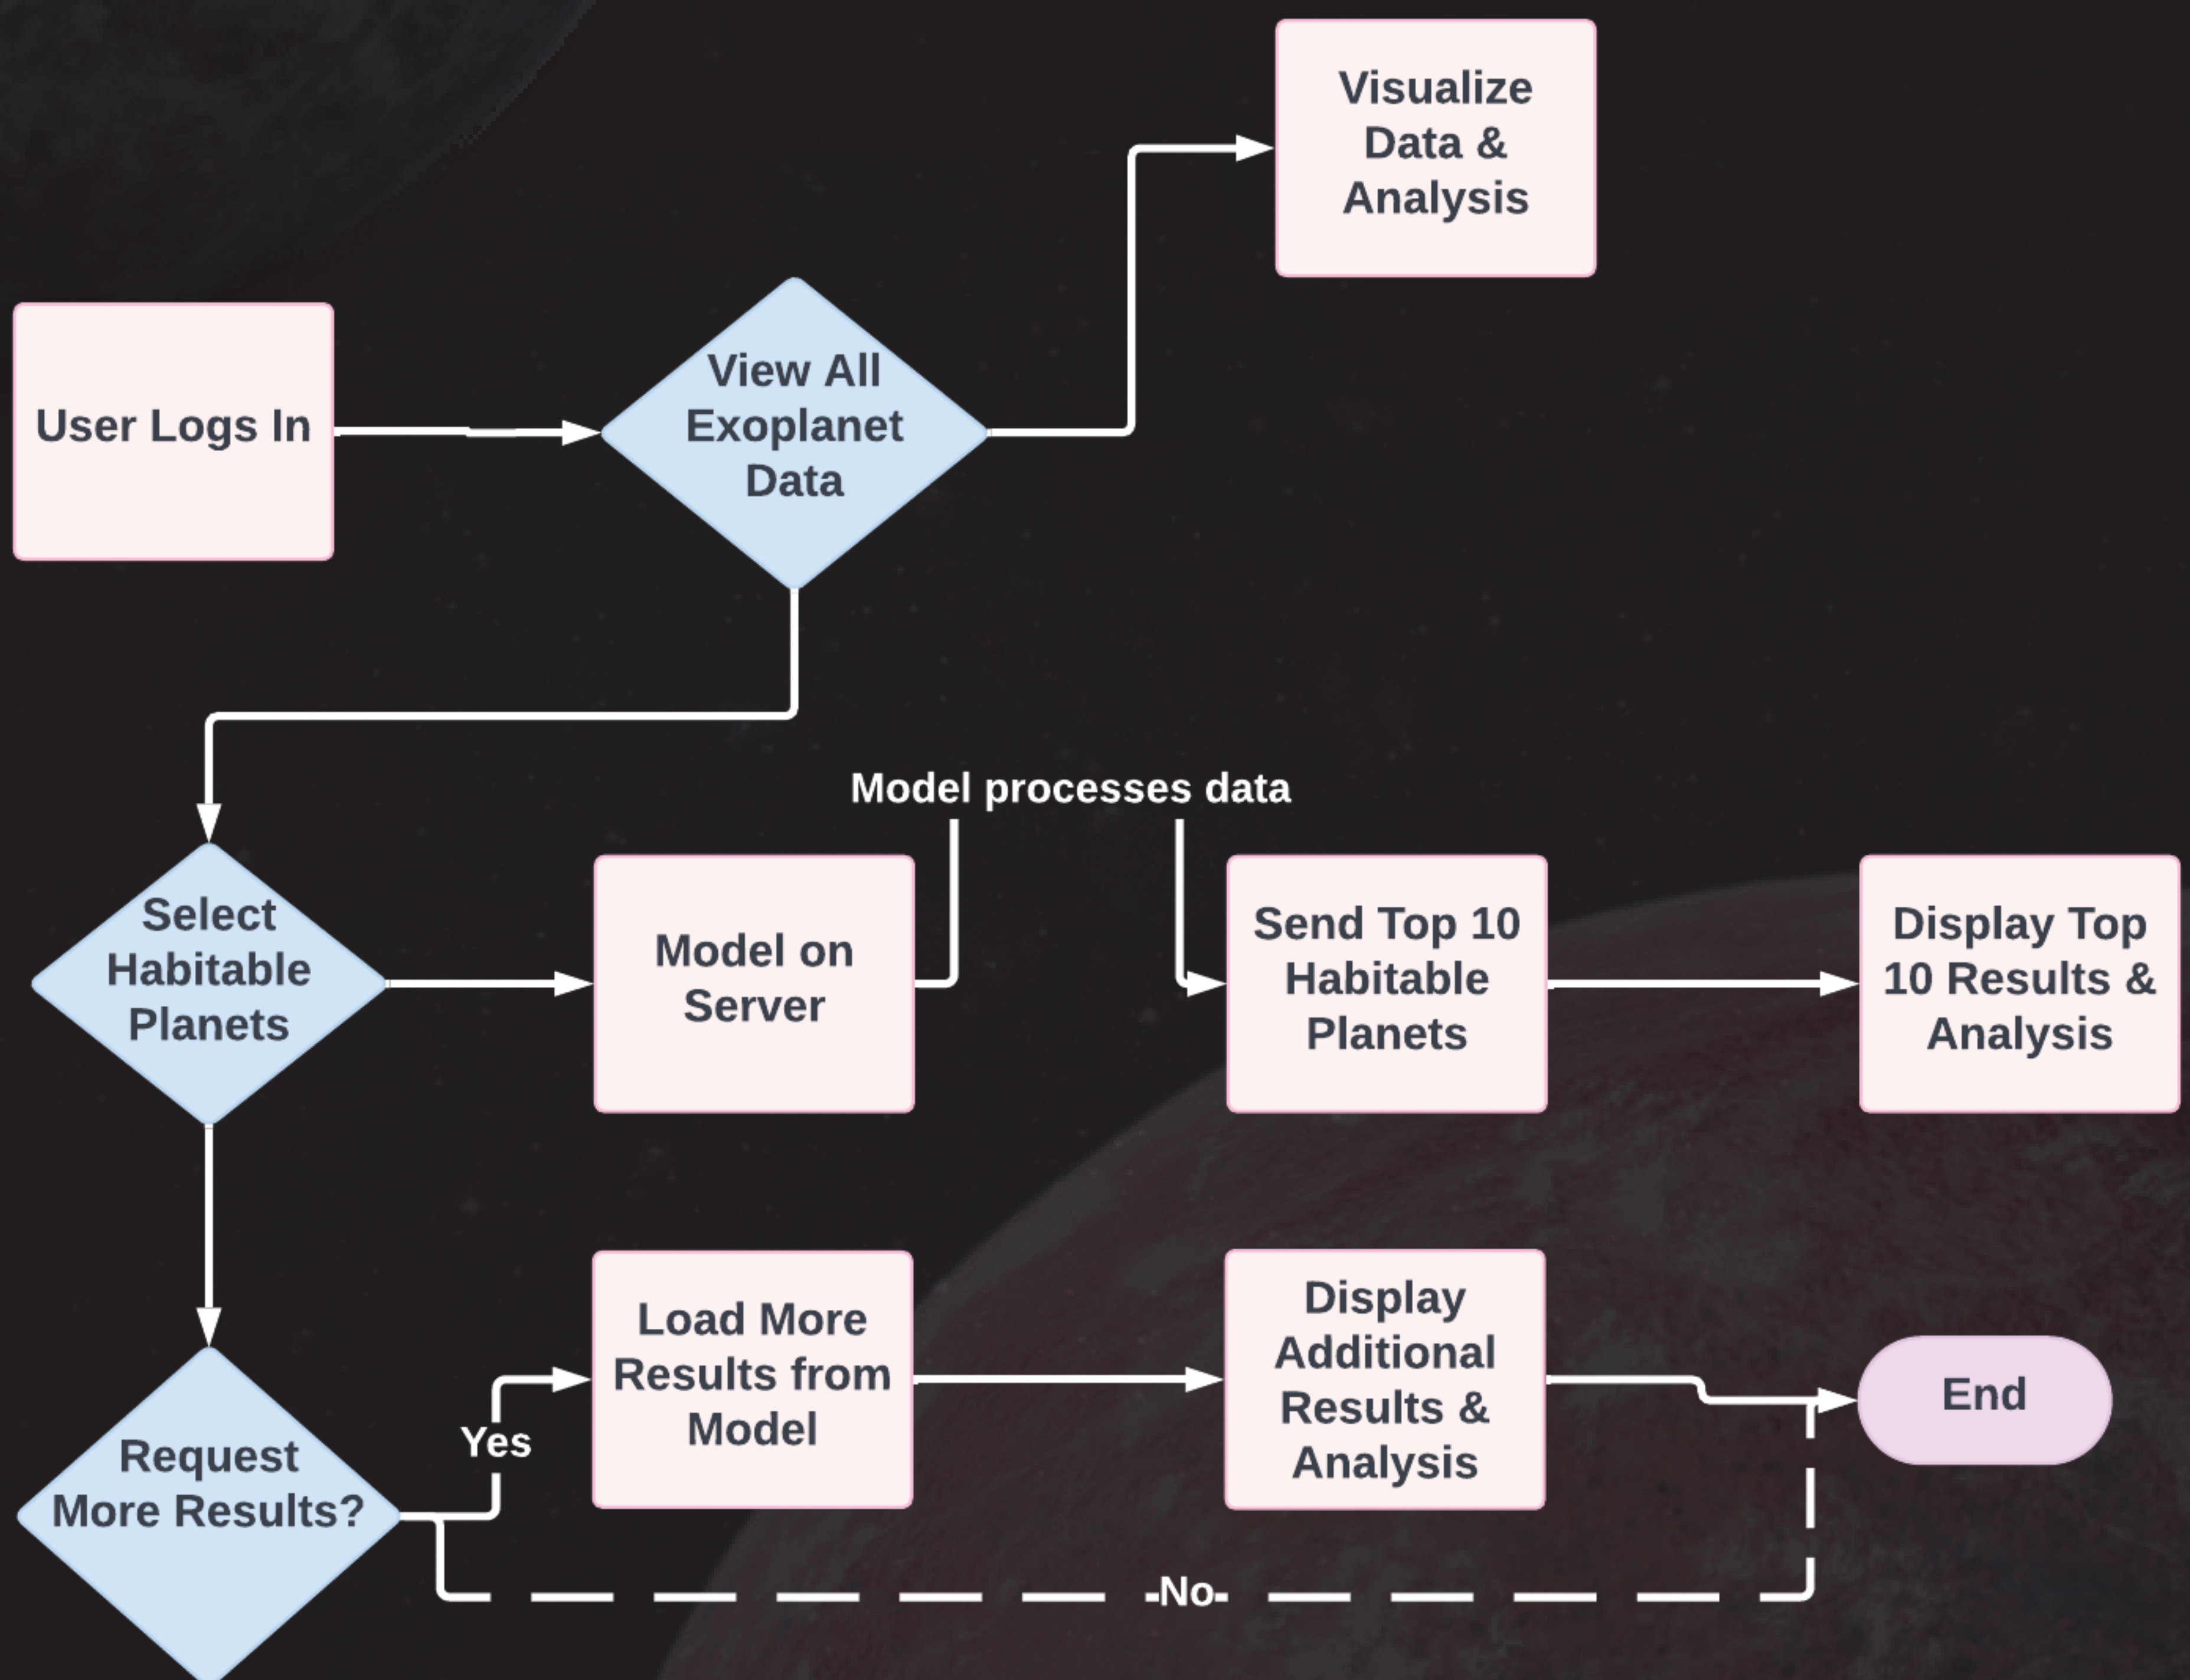 Visualize
Data &
Analysis
User Logs In
View All
Exoplanet
Data
Model processes data
Select
Habitable
Planets
Model on
Server
Send Top 10
Habitable
Planets
Display Top
10 Results &
Analysis
Request
More Results?
Yes
Load More
Results from
Model
Display
Additional
Results &
Analysis
End
No